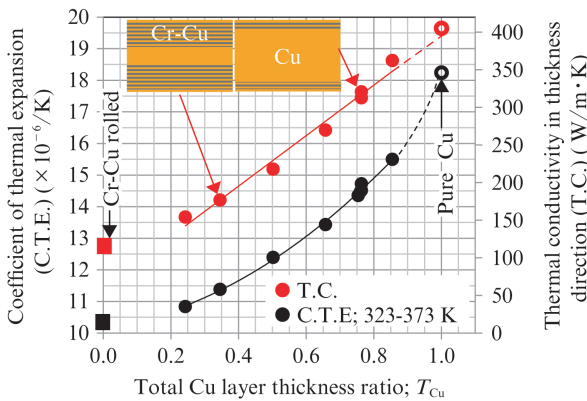 Coefficient of thermal expansion
(C.T.E.) (×10⁻⁶/K)
20
19
18
17
16
15
14
13
12
11
10
Cr-Cu
Cu
Cr-Cu rolled
Pure Cu
T.C.
C.T.E; 323-373 K
400
350
300
250
200
150
100
50
0
Thermal conductivity in thickness
direction (T.C.) ( W/m·K)
0.0 0.2 0.4 0.6 0.8 1.0
Total Cu layer thickness ratio; T_Cu